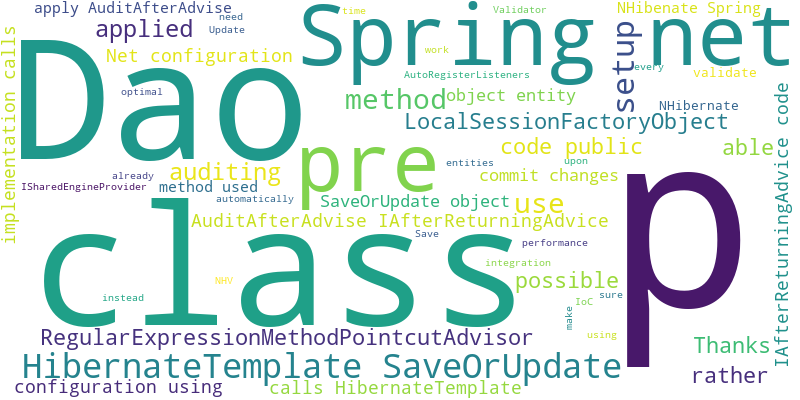 apply AuditAfterAdvise
need
Update
applied
Net configuration
optimal
Dao
Spring
time
Validator
work
AutoRegisterListeners
NHibenate Spring
net
setup
every
validate
NHibernate
method
object entity
LocalSessionFactoryObject
implementation calls
auditing
already
ISharedEngineProvider
method used
automatically
pre
entities
code public
upon
able
commit changes
SaveOrUpdate object
use
AuditAfterAdvise IAfterReturningAdvice
IAfterReturningAdvice code
class
Save
performance
p
integration
possible
NHV
instead
IoC
sure
make
using
RegularExpressionMethodPointcutAdvisor
Thanks
HibernateTemplate SaveOrUpdate
rather
configuration using
calls HibernateTemplate